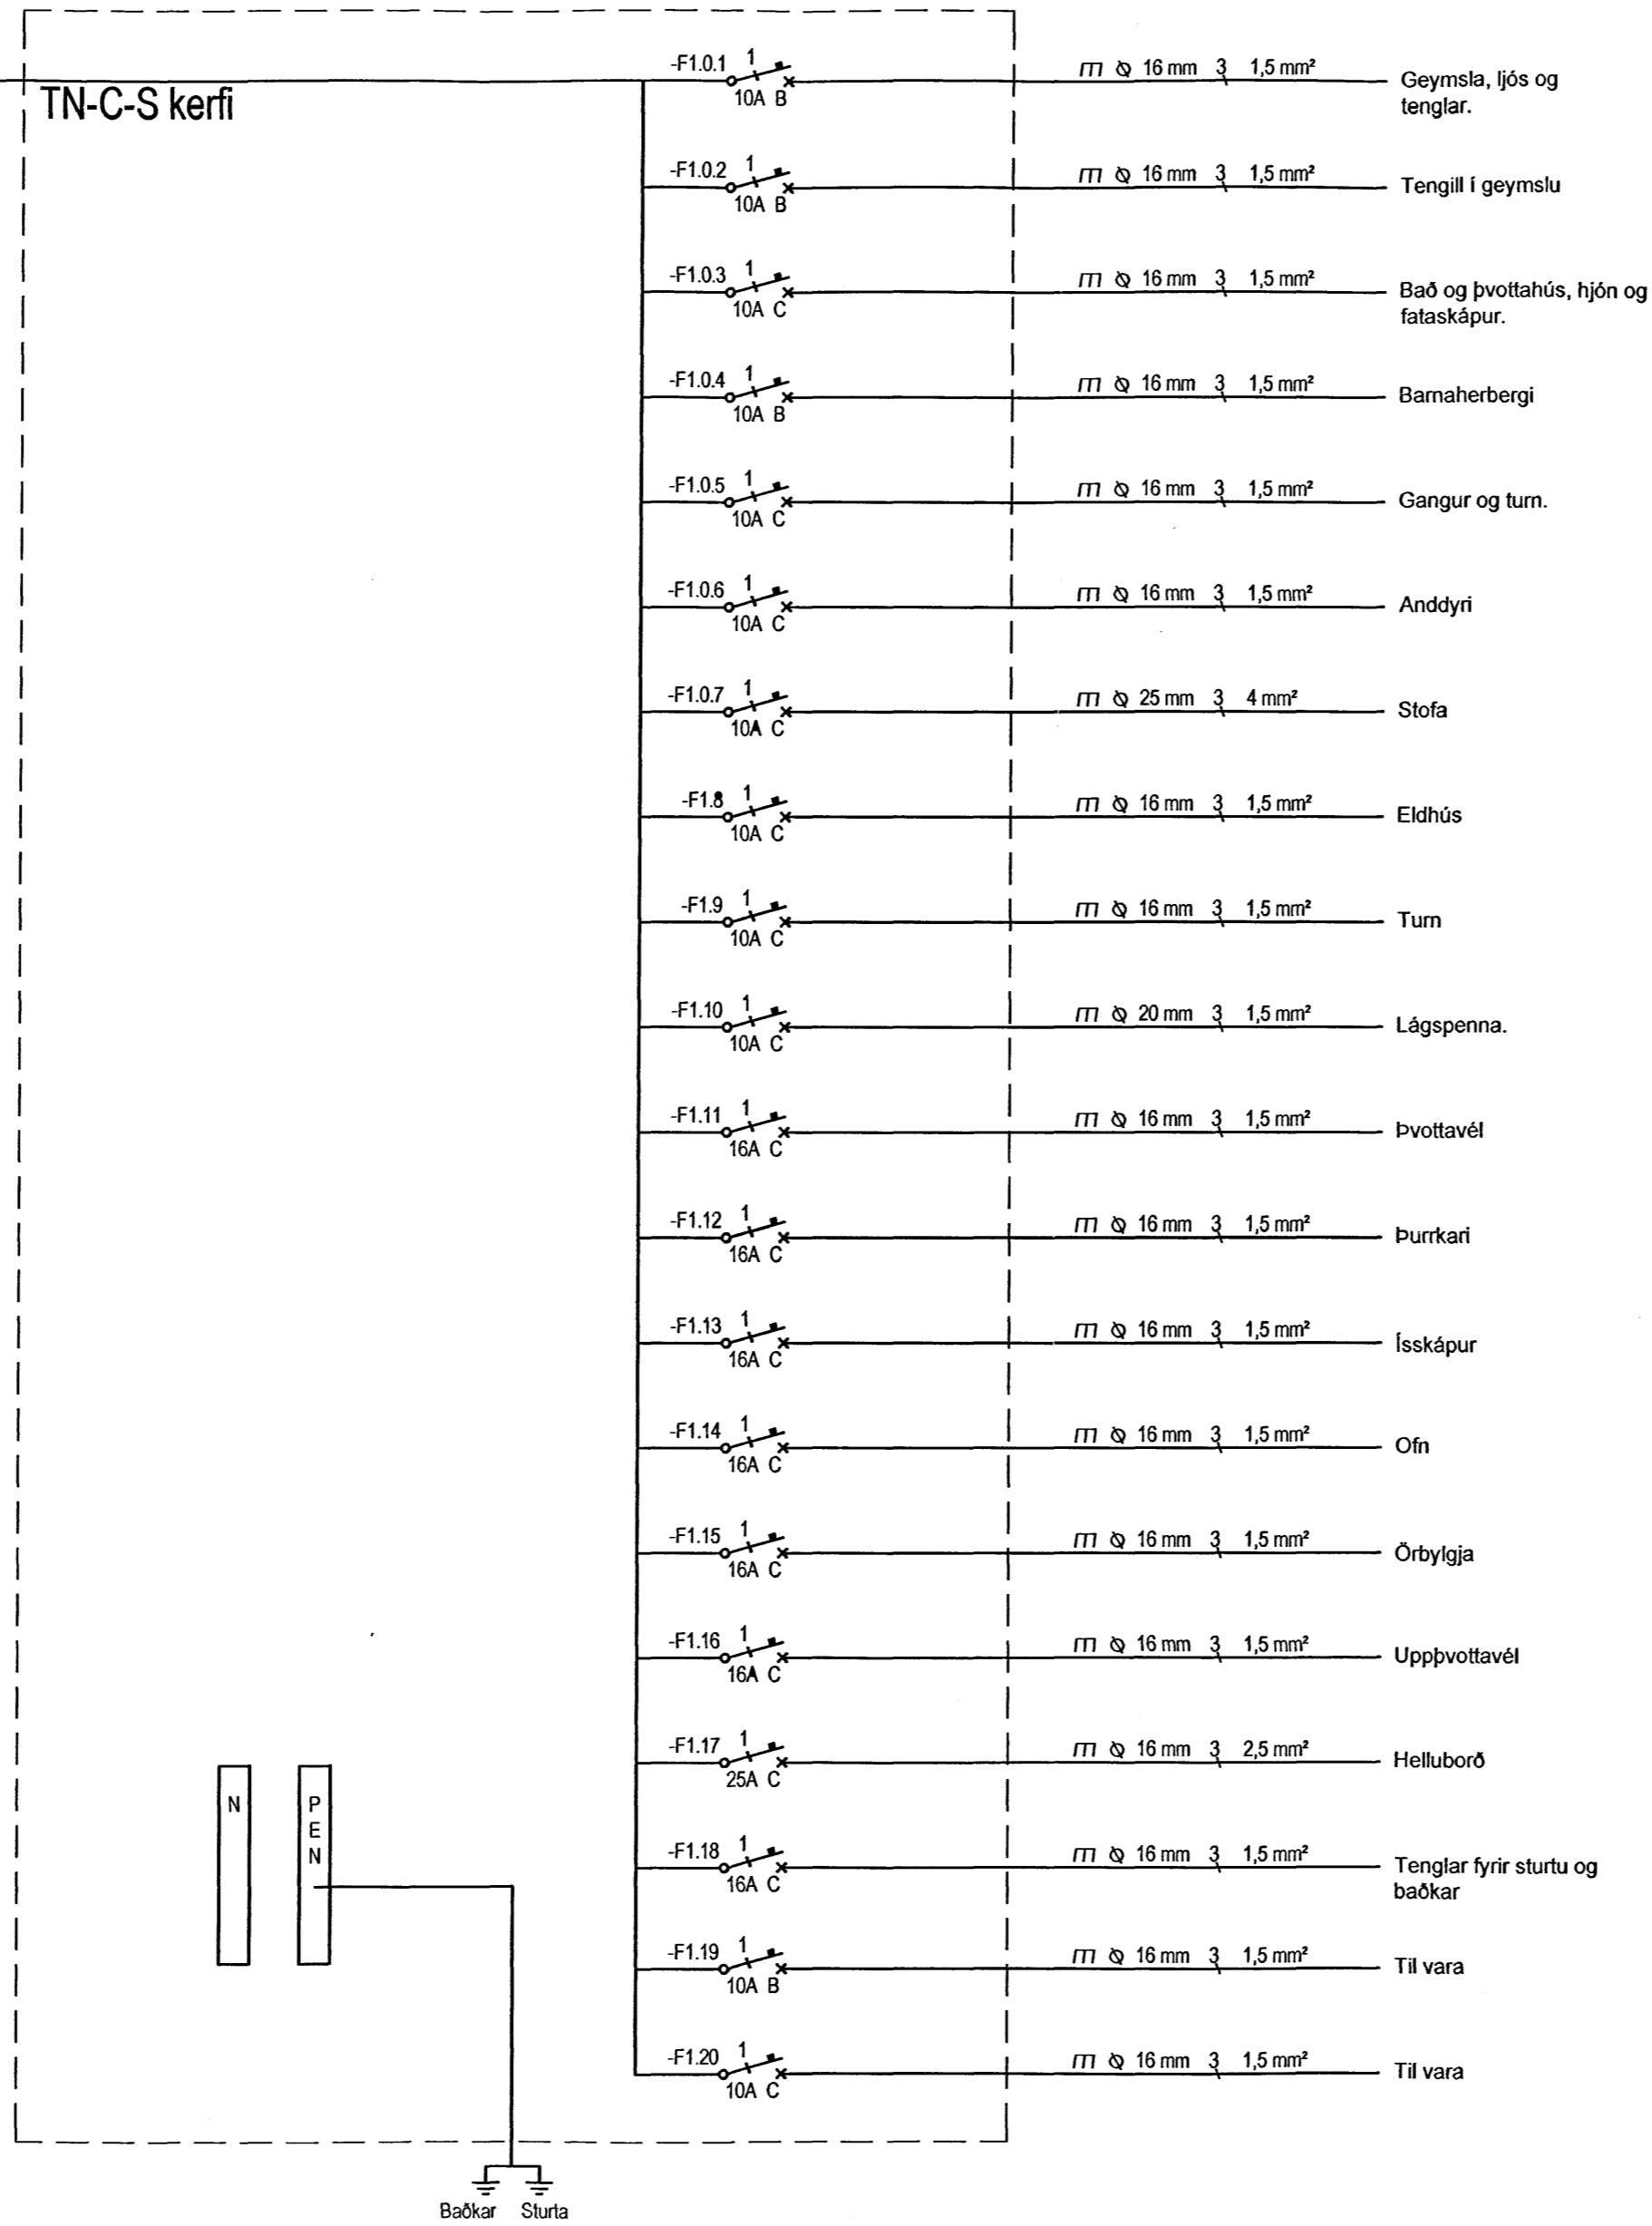 TN-C-S kerfi
-F1.0.1 1 10A B 16 mm 3 1,5 mm² Geymsla, ljós og
tenglar.
-F1.0.2 1 10A B 16 mm 3 1,5 mm² Tengill í geymslu
-F1.0.3 1 10A C 16 mm 3 1,5 mm² Bað og þvottahús, hjón og
fataskápur.
-F1.0.4 1 10A B 16 mm 3 1,5 mm² Barnaherbergi
-F1.0.5 1 10A C 16 mm 3 1,5 mm² Gangur og turn.
-F1.0.6 1 10A C 16 mm 3 1,5 mm² Anddyri
-F1.0.7 1 10A C 25 mm 3 4 mm² Stofa
-F1.8 1 10A C 16 mm 3 1,5 mm² Eldhús
-F1.9 1 10A C 16 mm 3 1,5 mm² Turn
-F1.10 1 10A C 20 mm 3 1,5 mm² Lágspenna.
-F1.11 1 16A C 16 mm 3 1,5 mm² Þvottavél
-F1.12 1 16A C 16 mm 3 1,5 mm² Þurrkari
-F1.13 1 16A C 16 mm 3 1,5 mm² Ísskápur
-F1.14 1 16A C 16 mm 3 1,5 mm² Ofn
-F1.15 1 16A C 16 mm 3 1,5 mm² Örbylgja
-F1.16 1 16A C 16 mm 3 1,5 mm² Uppþvottavél
-F1.17 1 25A C 16 mm 3 2,5 mm² Helluborð
-F1.18 1 16A C 16 mm 3 1,5 mm² Tenglar fyrir sturtu og
baðkar
-F1.19 1 10A B 16 mm 3 1,5 mm² Til vara
-F1.20 1 10A C 16 mm 3 1,5 mm² Til vara
N
PEN
Baðkar Sturta